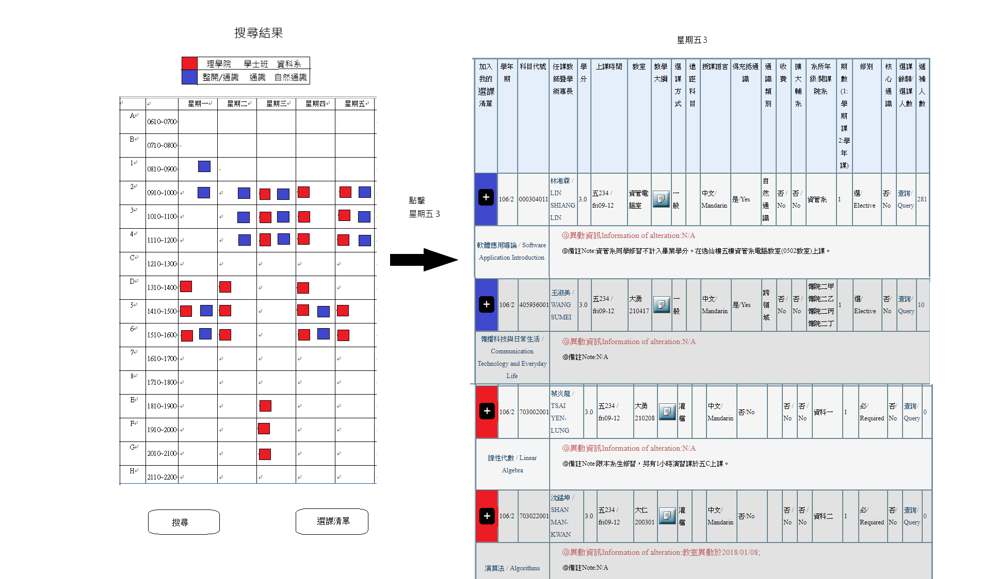 搜尋結果
理學院 學士班 資科系
整開/通識 通識 自然通識
星期一 星期二 星期三 星期四 星期五
A 0610~0700
B 0710~0800
1 0810~0900
2 0910~1000
3 1010~1100
4 1110~1200
C 1210~1300
D 1310~1400
5 1410~1500
6 1510~1600
7 1610~1700
8 1710~1800
E 1810~1900
F 1910~2000
G 2010~2100
H 2110~2200
搜尋
選課清單
點擊
星期五 3
星期五 3
加入我的選課清單 學年期 科目代號 任課教師暨學術專長 學分 上課時間 教室 教學大綱 選課方式 遠距科目 授課語言 得充抵通識 通識類別 收費 擴大輔系 系所年級/開課院系 期數(1:學期課2:學年課) 修別 核心通識 選課餘額/選課人數 遞補人數
+ 106/2 000304011 林湘霖 / LIN SHIANG LIN 3.0 五234 / fri09-12 資管電腦室 一般 中文/ Mandarin 是/Yes 自然通識 否 / No 否 / No 資管系 1 選/ Elective 否/ No 查詢/ Query 281
軟體應用導論 / Software Application Introduction
@異動資訊Information of alteration:N/A
@備註Note:資管系同學修習不計入畢業學分。在逸仙樓五樓資管系電腦教室(0502教室)上課。
+ 106/2 405936001 王淑美 / WANG SUMEI 3.0 五234 / fri09-12 大勇 210417 一般 中文/ Mandarin 是/Yes 跨領域 否 / No 否 / No 傳院二甲 傳院二乙 傳院二丙 傳院二丁 1 選/ Elective 否/ No 查詢/ Query 10
傳播科技與日常生活 / Communication Technology and Everyday Life
@異動資訊Information of alteration:N/A
@備註Note:N/A
+ 106/2 703002001 蔡炎龍 / TSAI YEN-LUNG 3.0 五234 / fri09-12 大勇 210208 灌檔 中文/ Mandarin 否/No 否 / No 否 / No 資科一 1 必/ Required 否/ No 查詢/ Query 0
線性代數 / Linear Algebra
@異動資訊Information of alteration:N/A
@備註Note:限本系生修習，另有1小時演習課於五C上課。
+ 106/2 703022001 沈錳坤 / SHAN MAN-KWAN 3.0 五234 / fri09-12 大仁 200301 灌檔 中文/ Mandarin 否/No 否 / No 否 / No 資科二 1 必/ Required 否/ No 查詢/ Query 0
演算法 / Algorithms
@異動資訊Information of alteration:教室異動於2018/01/08;
@備註Note:N/A